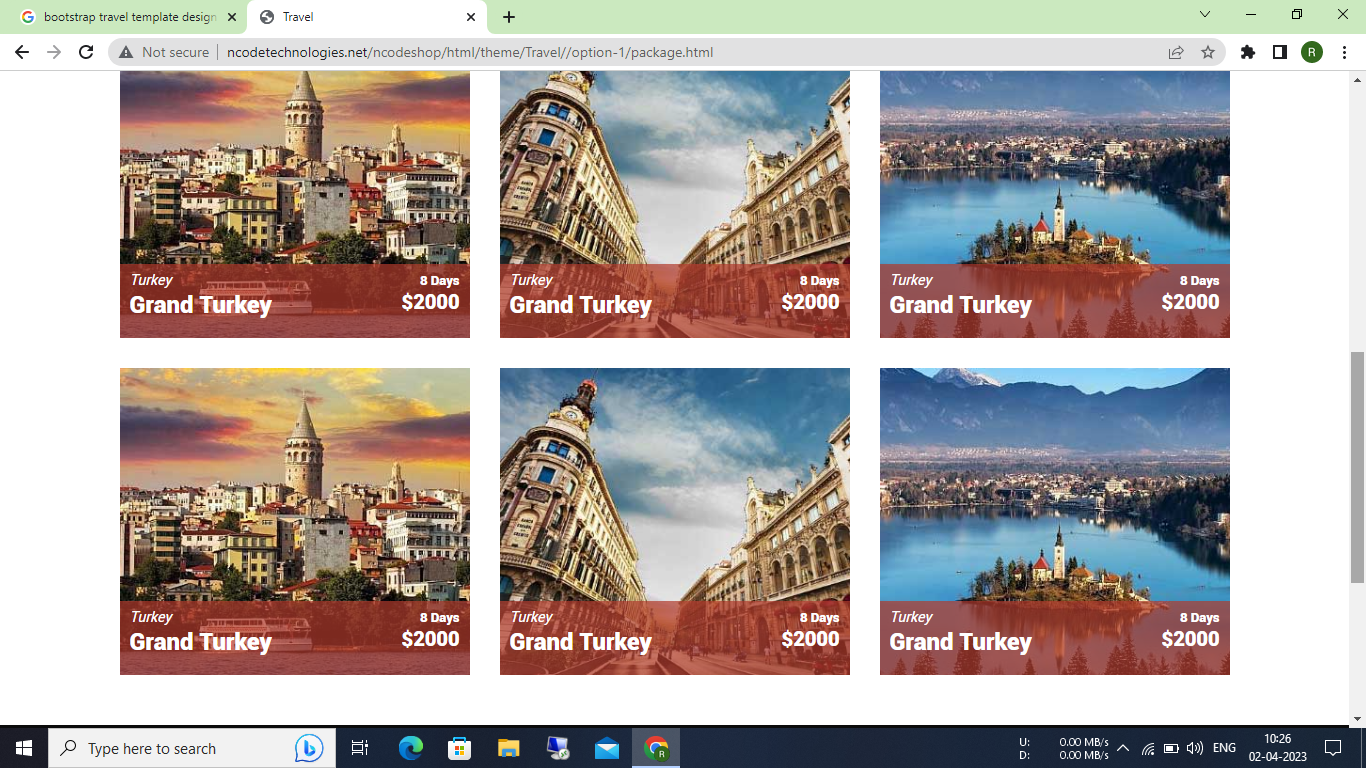 bootstrap travel template design
Travel
Not secure
ncodetechnologies.net/ncodeshop/html/theme/Travel//option-1/package.html
R
Turkey
8 Days
Grand Turkey
$2000
Turkey
8 Days
Grand Turkey
$2000
Turkey
8 Days
Grand Turkey
$2000
Turkey
8 Days
Grand Turkey
$2000
Turkey
8 Days
Grand Turkey
$2000
Turkey
8 Days
Grand Turkey
$2000
Type here to search
R
U: 0.00 MB/s
D: 0.00 MB/s
ENG
10:26
02-04-2023